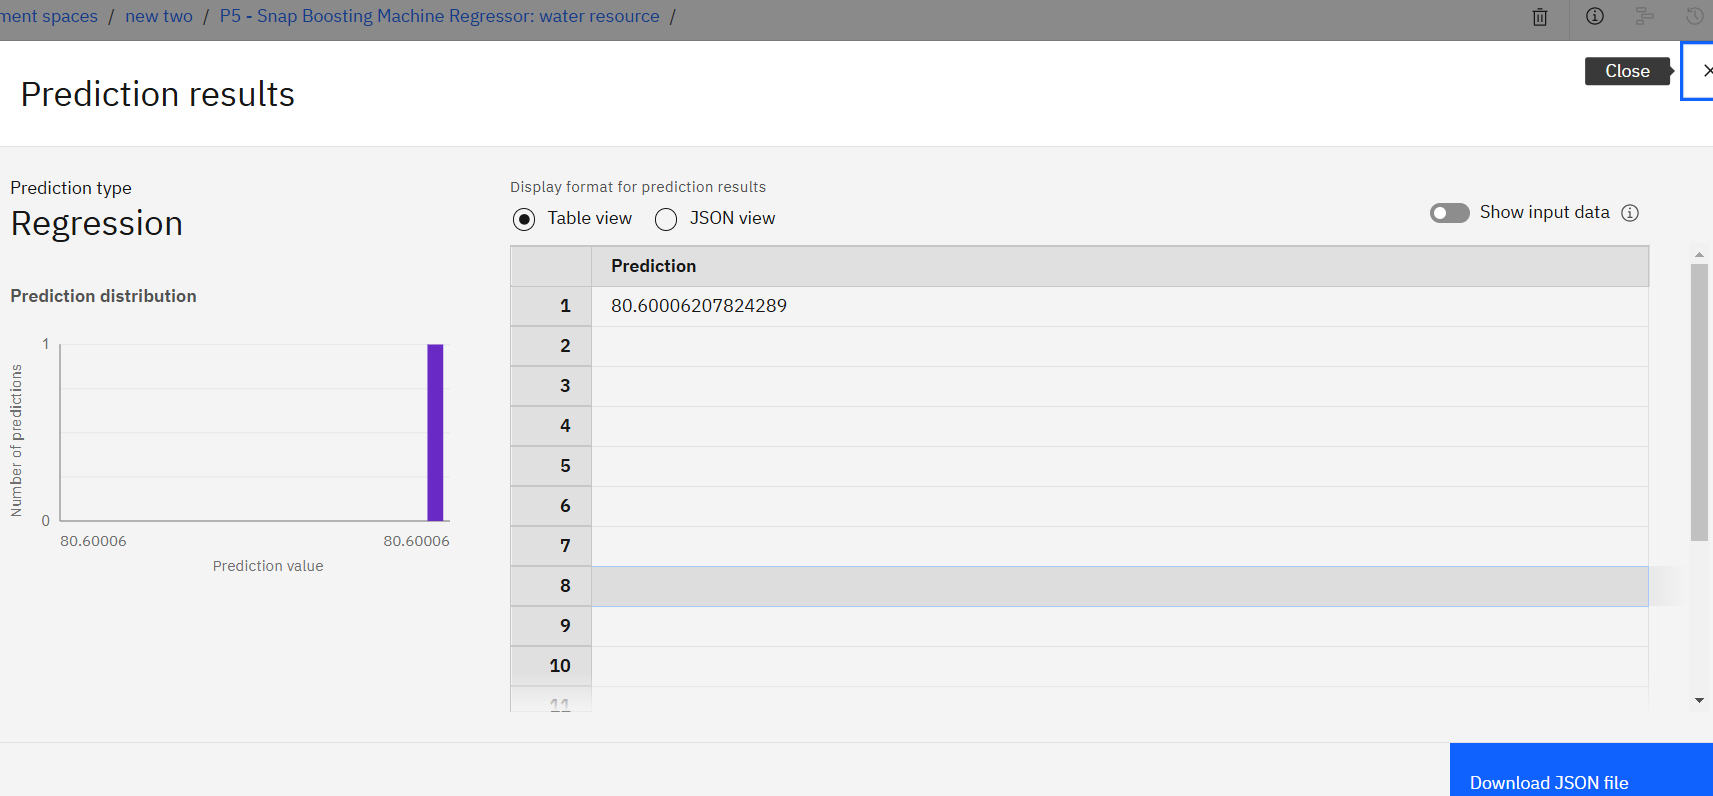 ment spaces / new two / P5 - Snap Boosting Machine Regressor: water resource /
Close
Prediction results
Prediction type
Regression
Prediction distribution
Number of predictions
1
0
80.60006 80.60006
Prediction value
Display format for prediction results
Table view JSON view
Show input data
Prediction
1 80.60006207824289
2
3
4
5
6
7
8
9
10
11
Download JSON file